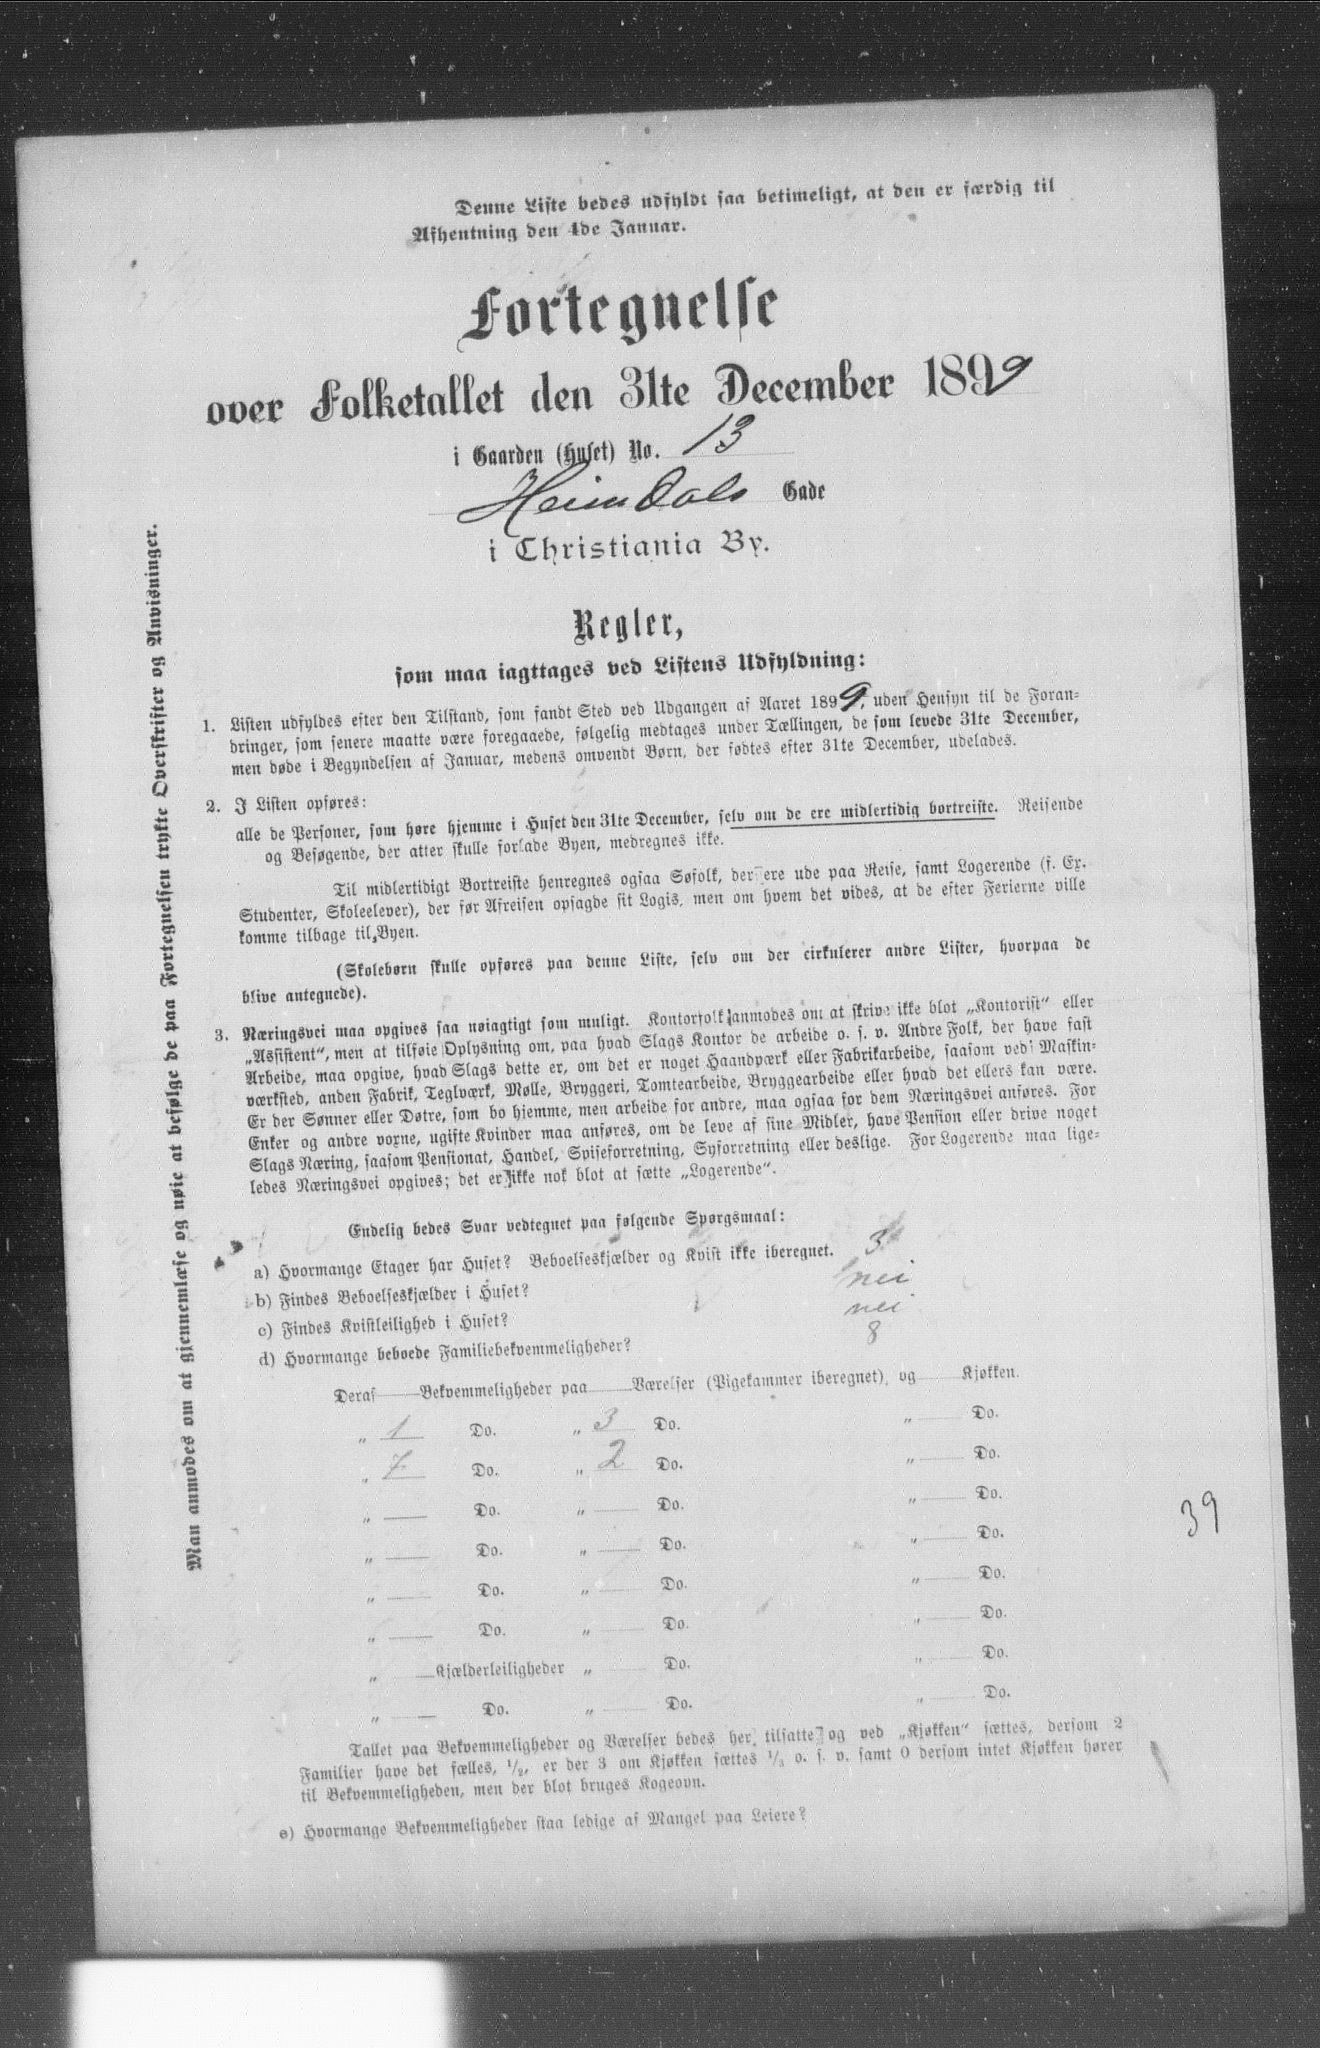 Denne Liste bedes udfyldt saa betimeligt, at den er færdig til
Afhentning den 4de Januar.
Fortegnelse
over Folketallet den 31te December 1899
i Gaarden (Huset) No. 13
Heimdals Gade
i Christiania By.
Regler,
som maa iagttages ved Listens Udfyldning:
1. Listen udfyldes efter den Tilstand, som fandt Sted ved Udgangen af Aaret 1899, uden Hensyn til de Foran-
dringer, som senere maatte være foregaaede, følgelig medtages under Tællingen, de som levede 31te December,
men døde i Begyndelsen af Januar, medens omvendt Børn, der fødtes efter 31te December, udelades.
2. I Listen opføres:
alle de Personer, som høre hjemme i Huset den 31te December, selv om de ere midlertidig bortreiste. Reisende
og Besøgende, der atter skulle forlade Byen, medregnes ikke.
Til midlertidigt Bortreiste henregnes ogsaa Søfolk, der ere ude paa Reise, samt Logerende (f. Ex.
Studenter, Skoleelever), der før Afreisen opsagde sit Logis, men om hvem det vides, at de efter Ferierne ville
komme tilbage til Byen.
(Skolebørn skulle opføres paa denne Liste, selv om der cirkulerer andre Lister, hvorpaa de
blive antegnede).
3. Næringsvei maa opgives saa nøiagtigt som muligt. Kontorfolk anmodes om at skrive ikke blot „Kontorist“ eller
„Assistent“, men at tilføie Oplysning om, paa hvad Slags Kontor de arbeide o. s. v. Andre Folk, der have fast
Arbeide, maa opgive, hvad Slags dette er, om det er noget Haandværk eller Fabrikarbeide, saasom ved Maskin-
værksted, anden Fabrik, Teglværk, Mølle, Bryggeri, Tomtearbeide, Bryggearbeide eller hvad det ellers kan være.
Er der Sønner eller Døtre, som bo hjemme, men arbeide for andre, maa ogsaa for dem Næringsvei anføres. For
Enker og andre voxne, ugifte Kvinder maa anføres, om de leve af sine Midler, have Pension eller drive noget
Slags Næring, saasom Pensionat, Handel, Spiseforretning, Syforretning eller deslige. For Logerende maa lige-
ledes Næringsvei opgives; det er ikke nok blot at sætte „Logerende“.
Endelig bedes Svar vedtegnet paa følgende Spørgsmaal:
a) Hvormange Etager har Huset? Beboelseskjælder og Kvist ikke iberegnet. 3
b) Findes Beboelseskjælder i Huset? nei
c) Findes Kvistleilighed i Huset? nei
d) Hvormange beboede Familiebekvemmeligheder? 8
Deraf Bekvemmeligheder paa Værelser (Pigekammer iberegnet), og Kjøkken.
„ 1 Do. „ 3 Do. „ Do.
„ 7 Do. „ 2 Do. „ Do.
„ Do. „ Do. „ Do.
„ Do. „ Do. „ Do.
„ Do. „ Do. „ Do.
„ Do. „ Do. „ Do.
„ Kjælderleiligheder „ Do. „ Do.
„ Do. „ Do. „ Do.
Tallet paa Bekvemmeligheder og Værelser bedes her tilsatte og ved „Kjøkken“ sættes, dersom 2
Familier have det fælles, 1/2, er der 3 om Kjøkken sættes 1/3 o. s. v. samt 0 dersom intet Kjøkken hører
til Bekvemmeligheden, men der blot bruges Kogeovn.
e) Hvormange Bekvemmeligheder staa ledige af Mangel paa Leiere?
Man anmodes om at gjennemlæse og nøie at befølge de paa Fortegnelsen trykte Overskrifter og Anvisninger.
39